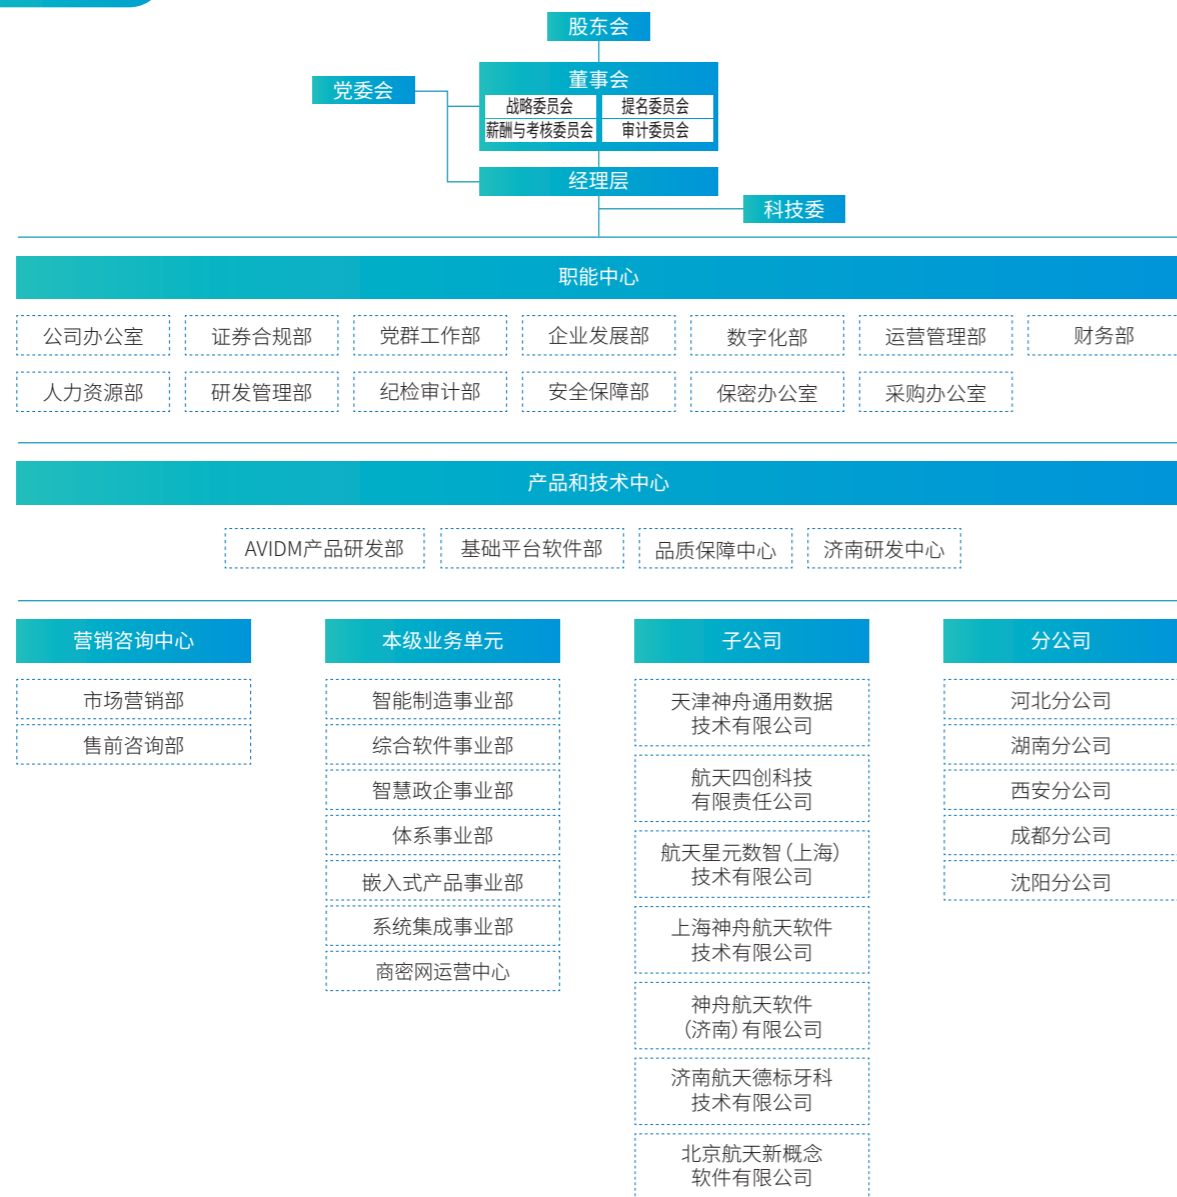 股东会
党委会
董事会
战略委员会 提名委员会
薪酬与考核委员会 审计委员会
经理层
科技委
职能中心
公司办公室 证券合规部 党群工作部 企业发展部 数字化部 运营管理部 财务部
人力资源部 研发管理部 纪检审计部 安全保障部 保密办公室 采购办公室
产品和技术中心
AVIDM产品研发部 基础平台软件部 品质保障中心 济南研发中心
营销咨询中心
市场营销部
售前咨询部
本级业务单元
智能制造事业部
综合软件事业部
智慧政企事业部
体系事业部
嵌入式产品事业部
系统集成事业部
商密网运营中心
子公司
天津神舟通用数据
技术有限公司
航天四创科技
有限责任公司
航天星元数智（上海）
技术有限公司
上海神舟航天软件
技术有限公司
神舟航天软件
（济南）有限公司
济南航天德标牙科
技术有限公司
北京航天新概念
软件有限公司
分公司
河北分公司
湖南分公司
西安分公司
成都分公司
沈阳分公司